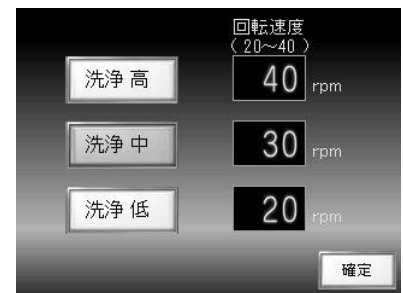 回転速度
（20～40）
洗浄 高 40 rpm
洗浄 中 30 rpm
洗浄 低 20 rpm
確定